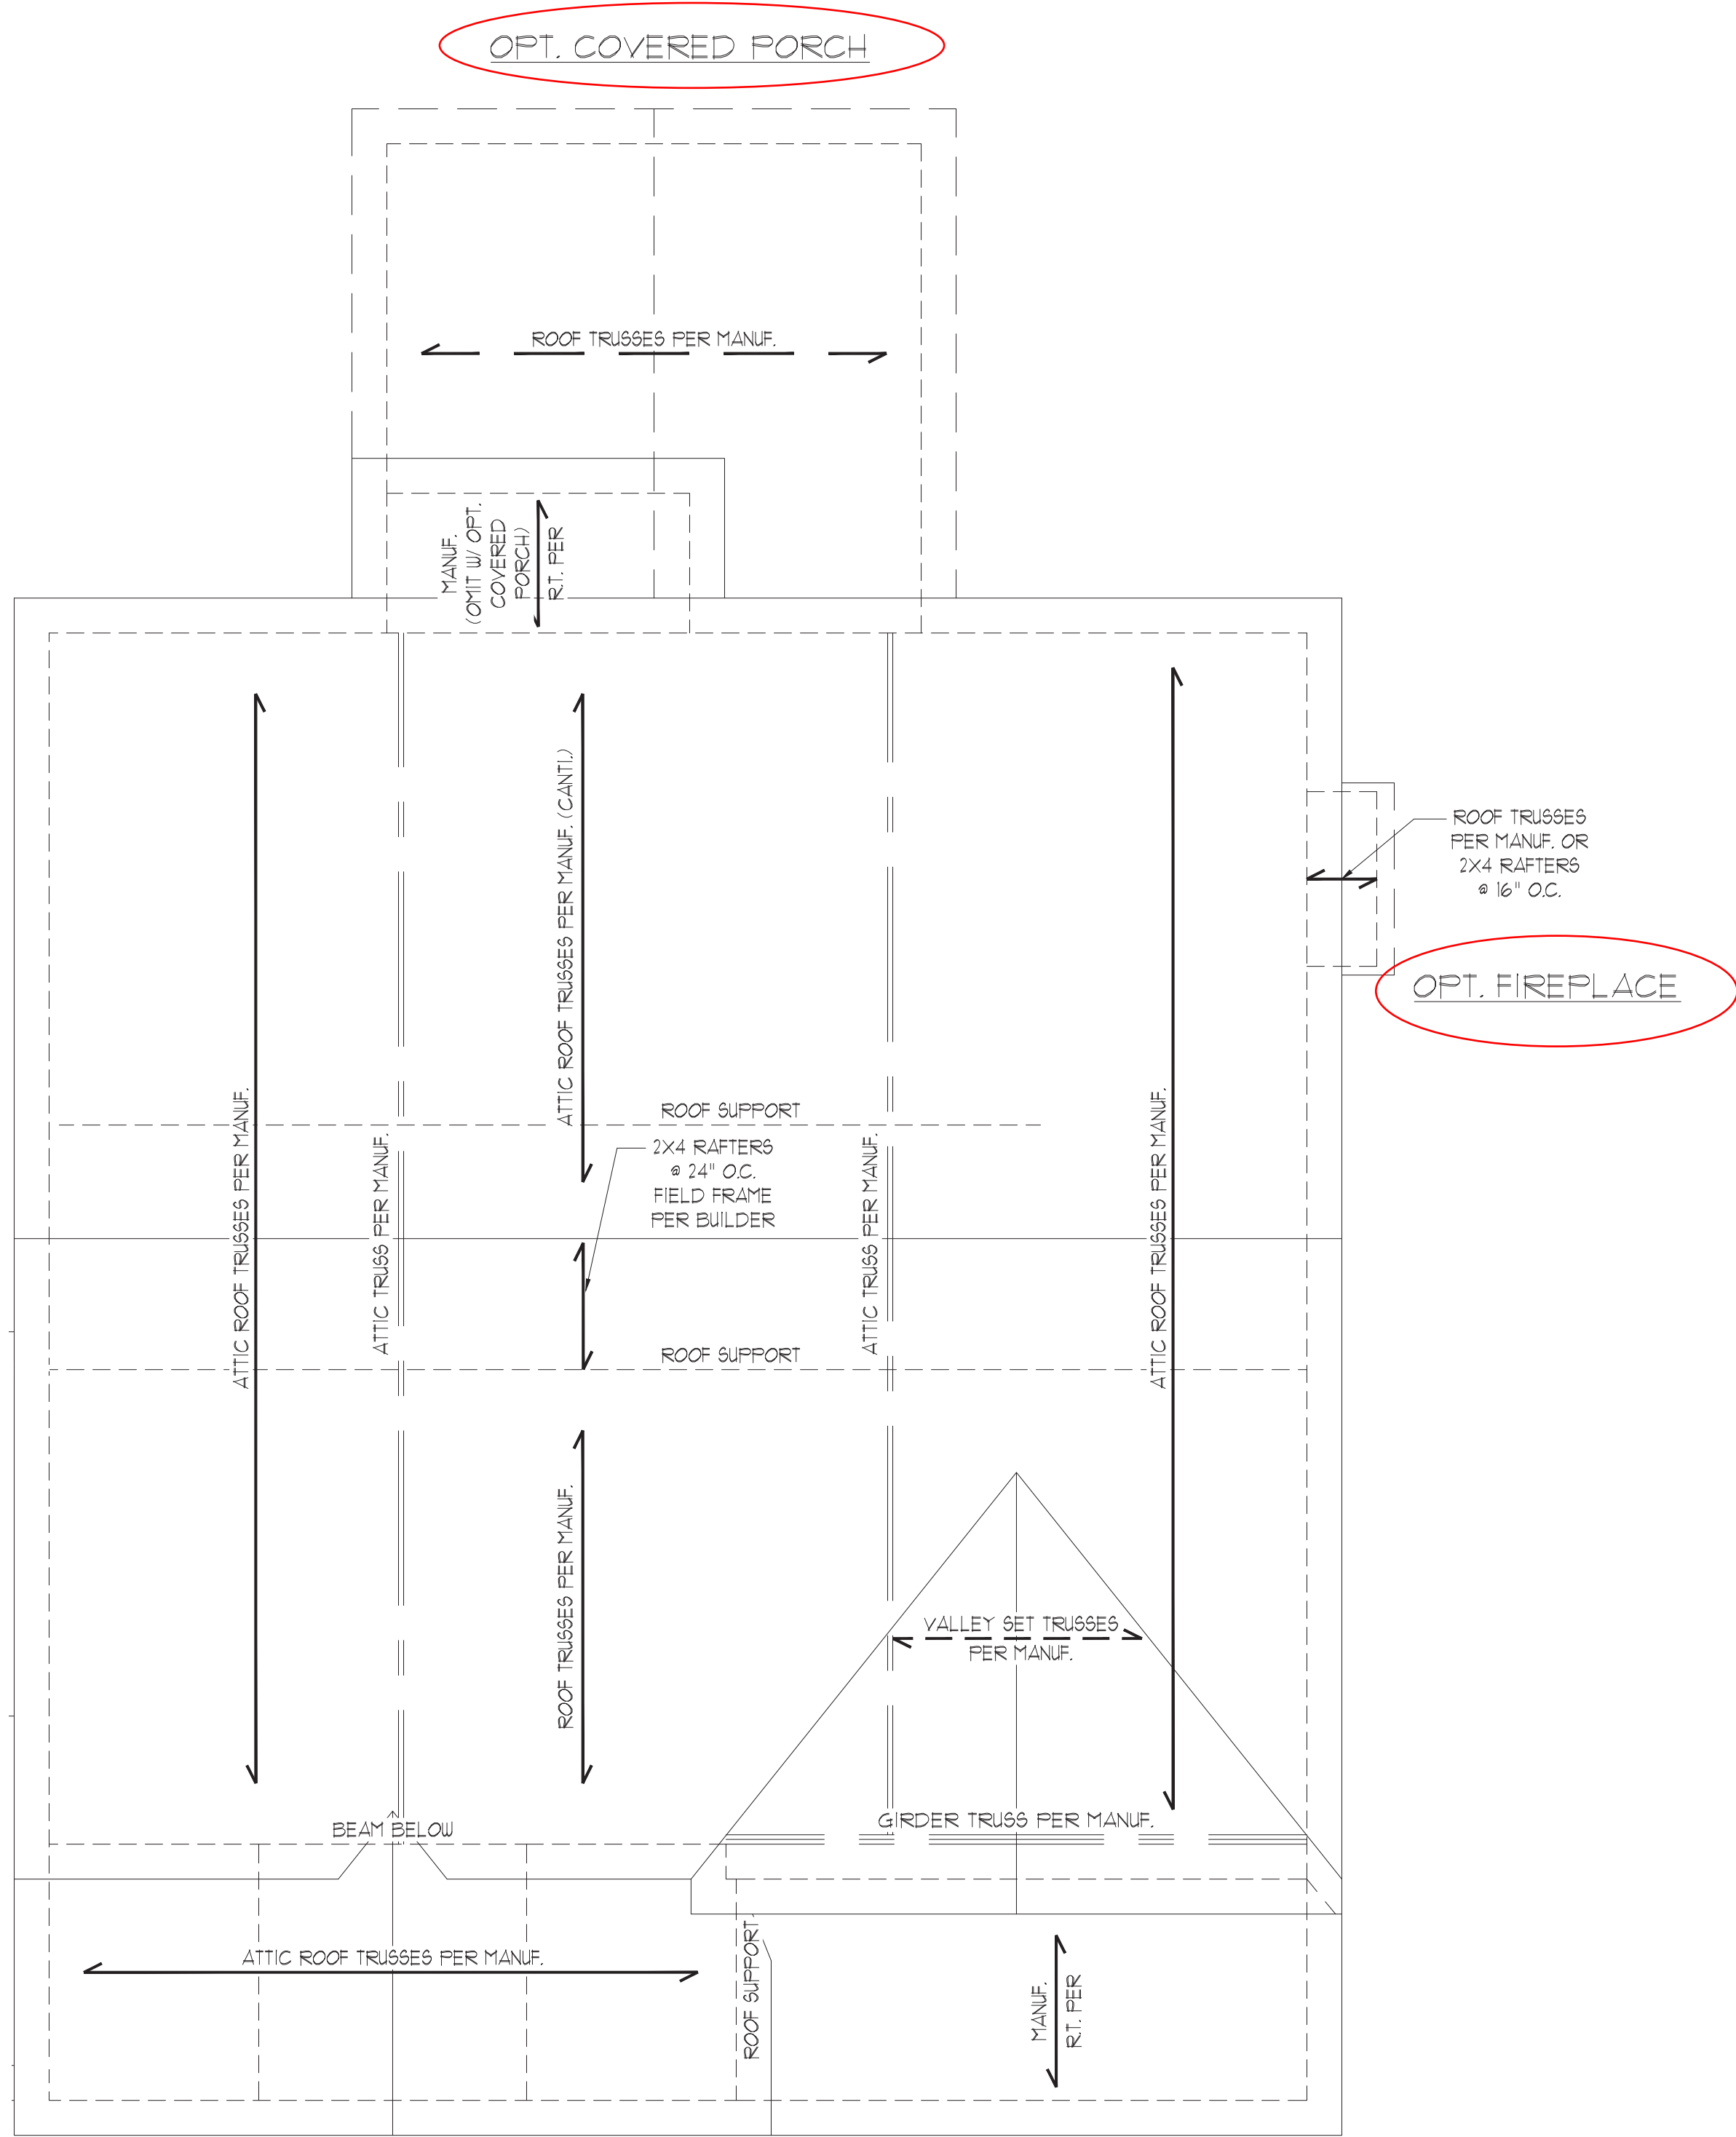 OPT. COVERED PORCH
ROOF TRUSSES PER MANUF.
MANUF.
(OMIT W/ OPT.
COVERED
PORCH)
R.T. PER
ATTIC ROOF TRUSSES PER MANUF. (CANTI.)
ROOF TRUSSES
PER MANUF. OR
2X4 RAFTERS
@ 16" O.C.
OPT. FIREPLACE
ATTIC ROOF TRUSSES PER MANUF.
ATTIC TRUSS PER MANUF.
ROOF SUPPORT
2X4 RAFTERS
@ 24" O.C.
FIELD FRAME
PER BUILDER
ATTIC TRUSS PER MANUF.
ATTIC ROOF TRUSSES PER MANUF.
ROOF SUPPORT
ROOF TRUSSES PER MANUF.
VALLEY SET TRUSSES
PER MANUF.
GIRDER TRUSS PER MANUF.
BEAM BELOW
ATTIC ROOF TRUSSES PER MANUF.
ROOF SUPPORT
MANUF.
R.T. PER